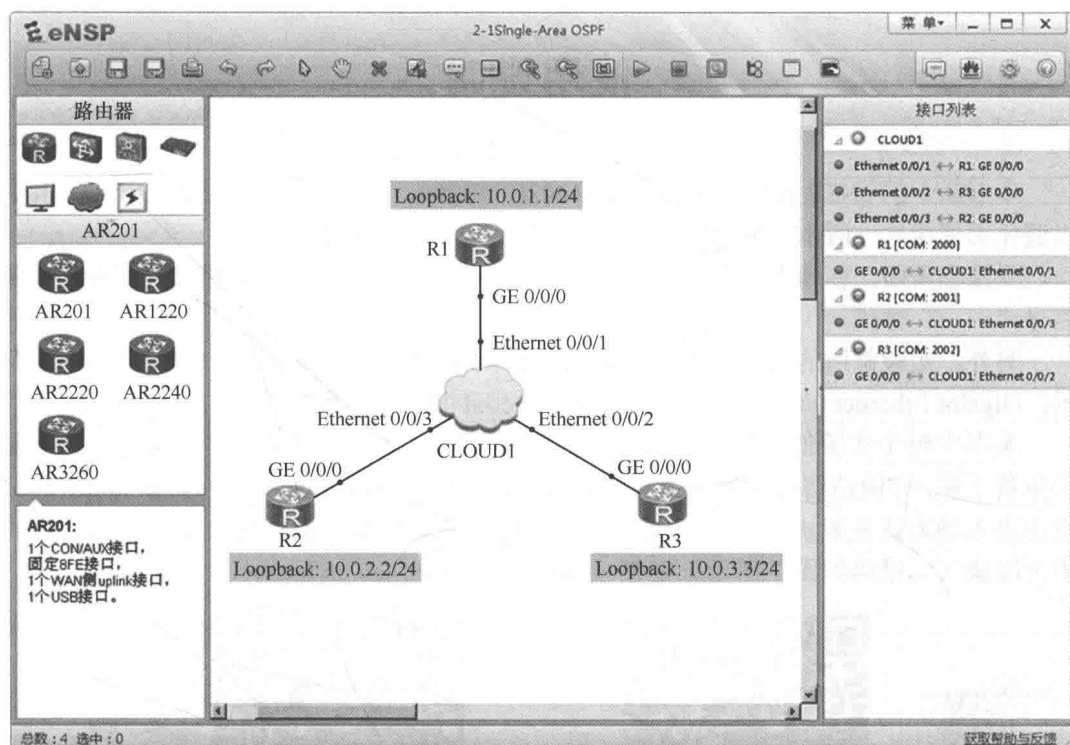 eNSP
2-1Single-Area OSPF
菜 单
路由器
AR201
AR201
AR1220
AR2220
AR2240
AR3260
AR201:
1个CON/AUX接口，
固定8FE接口，
1个WAN侧uplink接口，
1个USB接口。
Loopback: 10.0.1.1/24
R1
GE 0/0/0
Ethernet 0/0/1
Ethernet 0/0/3
Ethernet 0/0/2
CLOUD1
GE 0/0/0
GE 0/0/0
R2
R3
Loopback: 10.0.2.2/24
Loopback: 10.0.3.3/24
接口列表
CLOUD1
Ethernet 0/0/1 ↔ R1: GE 0/0/0
Ethernet 0/0/2 ↔ R3: GE 0/0/0
Ethernet 0/0/3 ↔ R2: GE 0/0/0
R1 [COM: 2000]
GE 0/0/0 ↔ CLOUD1: Ethernet 0/0/1
R2 [COM: 2001]
GE 0/0/0 ↔ CLOUD1: Ethernet 0/0/3
R3 [COM: 2002]
GE 0/0/0 ↔ CLOUD1: Ethernet 0/0/2
总数：4 选中：0
获取帮助与反馈